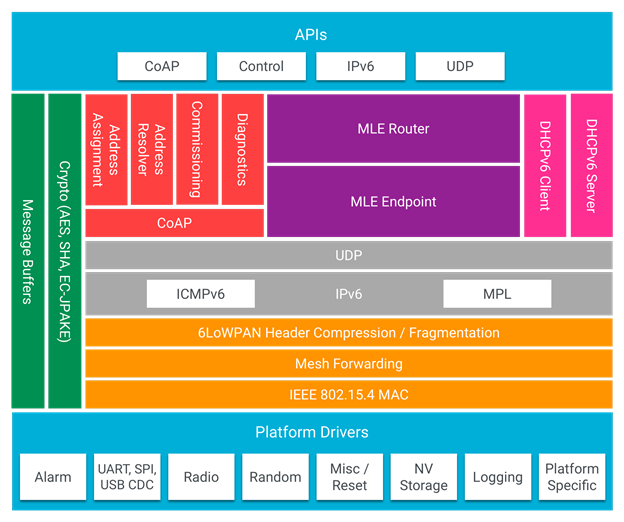 APIs
CoAP
Control
IPv6
UDP
Message Buffers
Crypto (AES, SHA, EC-JPAKE)
Address
Assignment
Address
Resolver
Commissioning
Diagnostics
CoAP
MLE Router
MLE Endpoint
DHCPv6 Client
DHCPv6 Server
UDP
ICMPv6
IPv6
MPL
6LoWPAN Header Compression / Fragmentation
Mesh Forwarding
IEEE 802.15.4 MAC
Platform Drivers
Alarm
UART, SPI,
USB CDC
Radio
Random
Misc /
Reset
NV
Storage
Logging
Platform
Specific